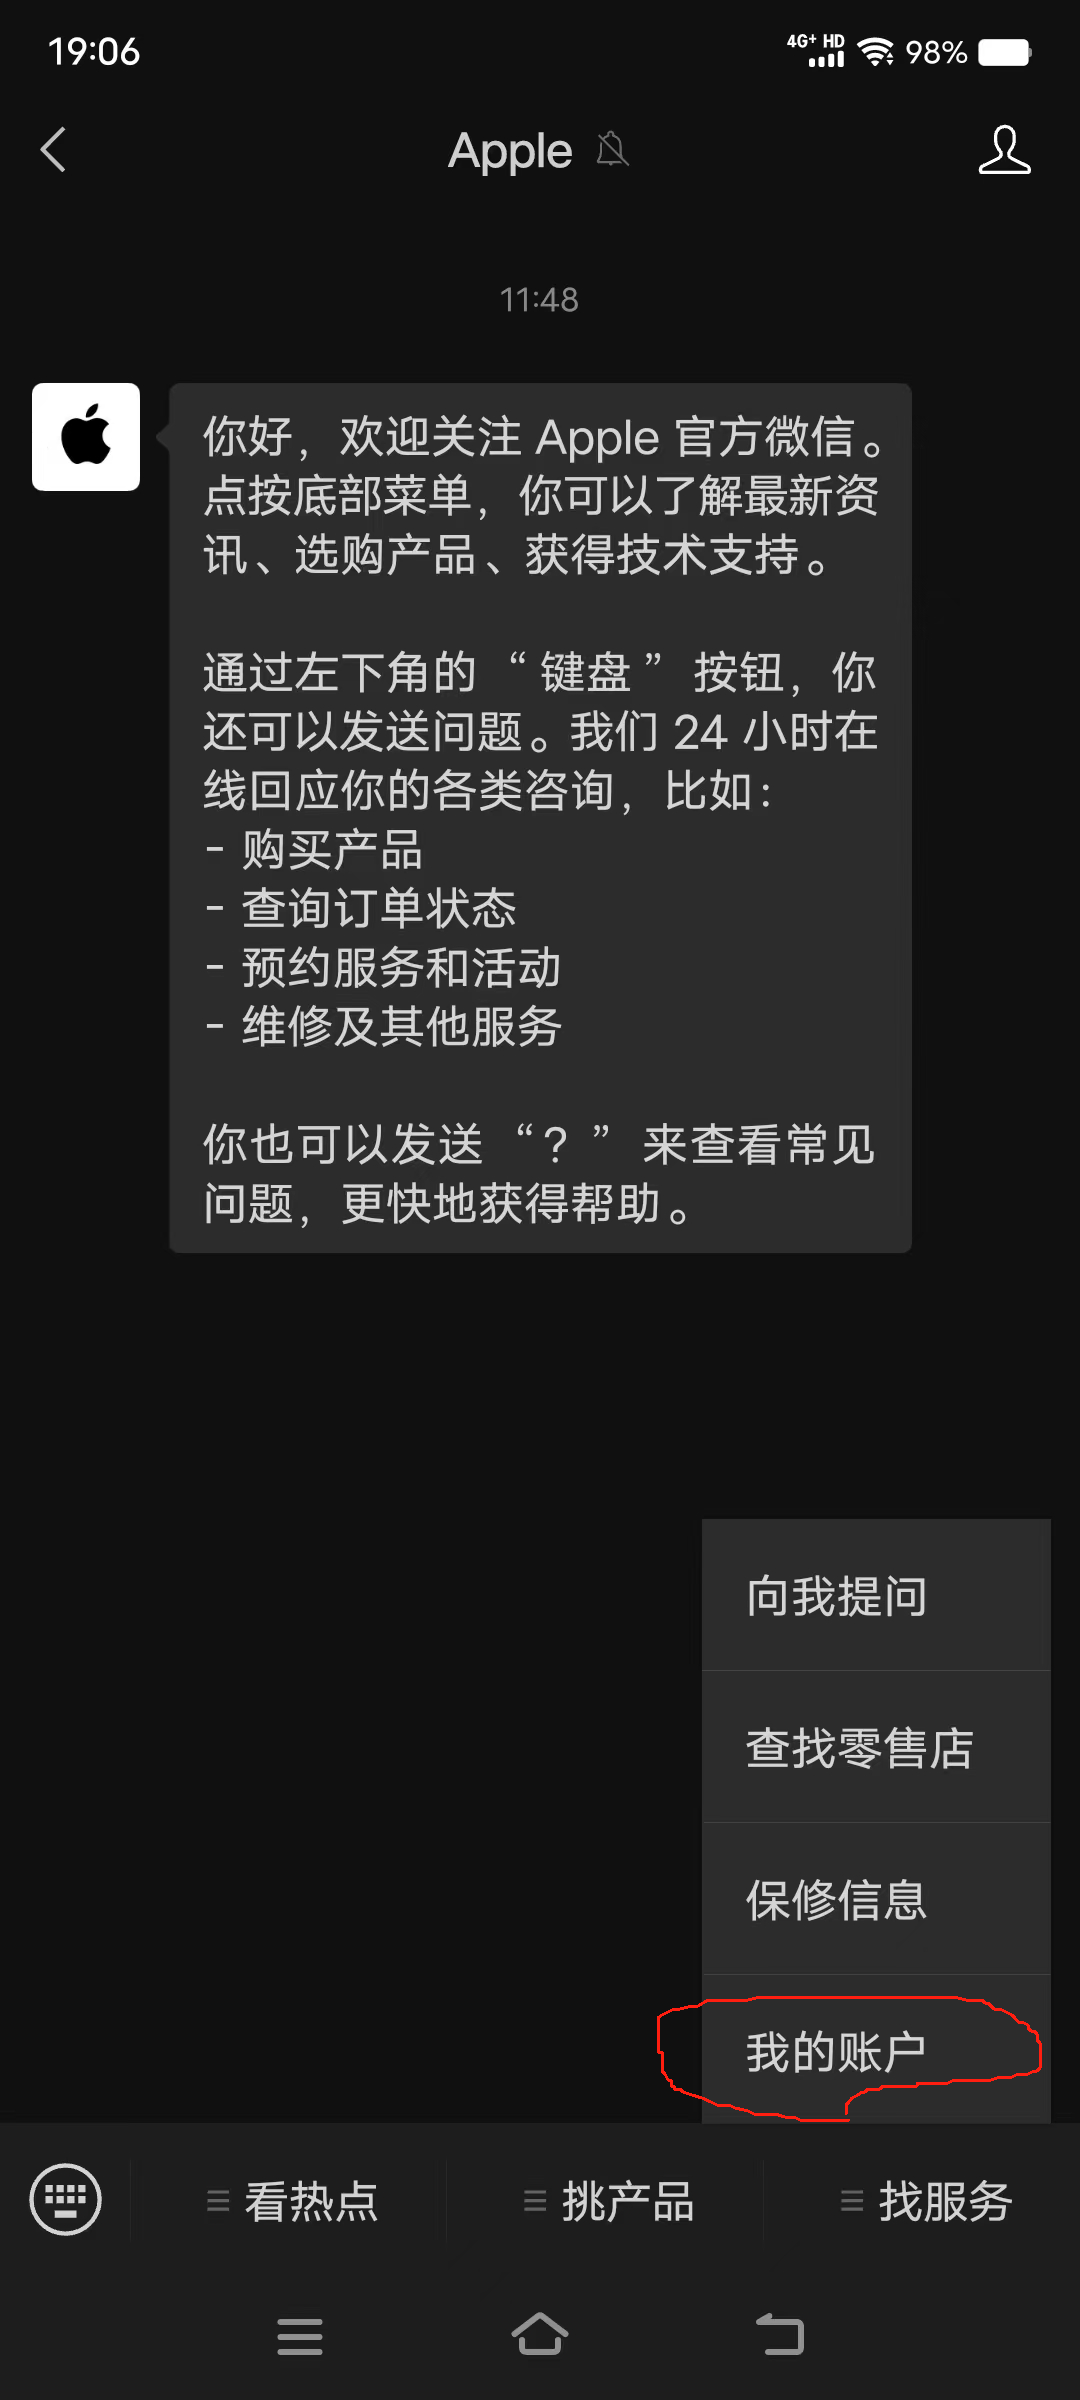 19:06
4G+ HD 98%
Apple
11:48
你好，欢迎关注 Apple 官方微信。
点按底部菜单，你可以了解最新资
讯、选购产品、获得技术支持。
通过左下角的“键盘”按钮，你
还可以发送问题。我们 24 小时在
线回应你的各类咨询，比如：
- 购买产品
- 查询订单状态
- 预约服务和活动
- 维修及其他服务
你也可以发送“？”来查看常见
问题，更快地获得帮助。
向我提问
查找零售店
保修信息
我的账户
看热点 挑产品 找服务